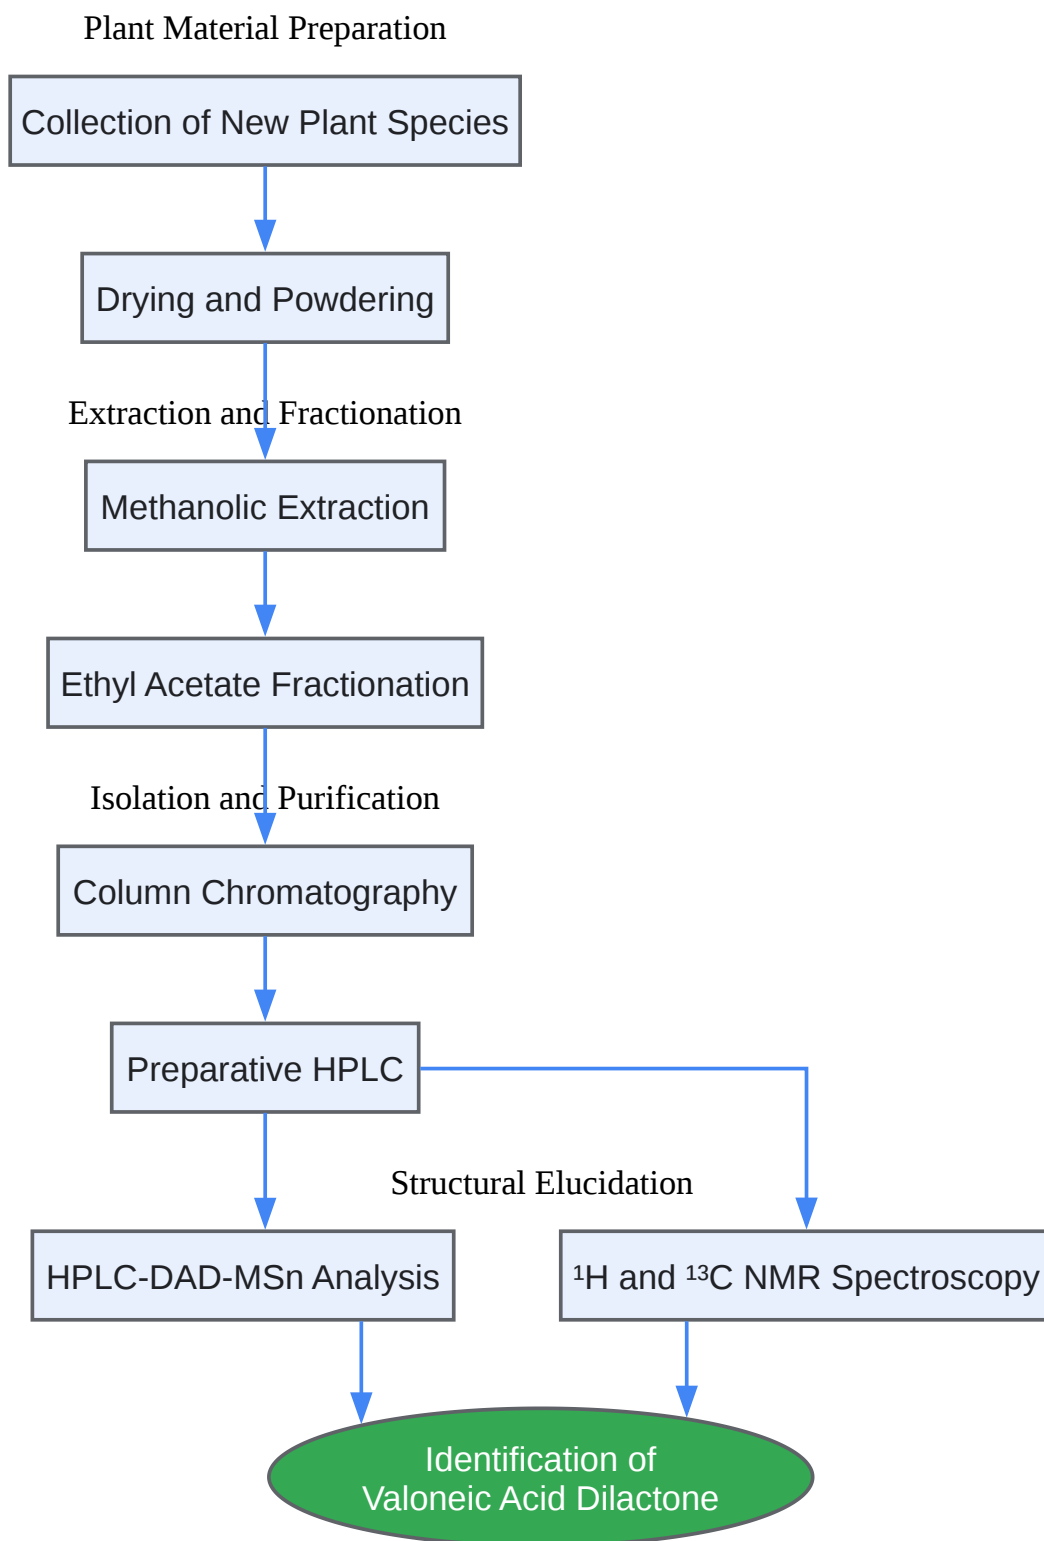 Plant Material Preparation
Collection of New Plant Species
Drying and Powdering
Extraction and Fractionation
Methanolic Extraction
Ethyl Acetate Fractionation
Isolation and Purification
Column Chromatography
Preparative HPLC
Structural Elucidation
HPLC-DAD-MSn Analysis
¹H and ¹³C NMR Spectroscopy
Identification of
Valoneic Acid Dilactone